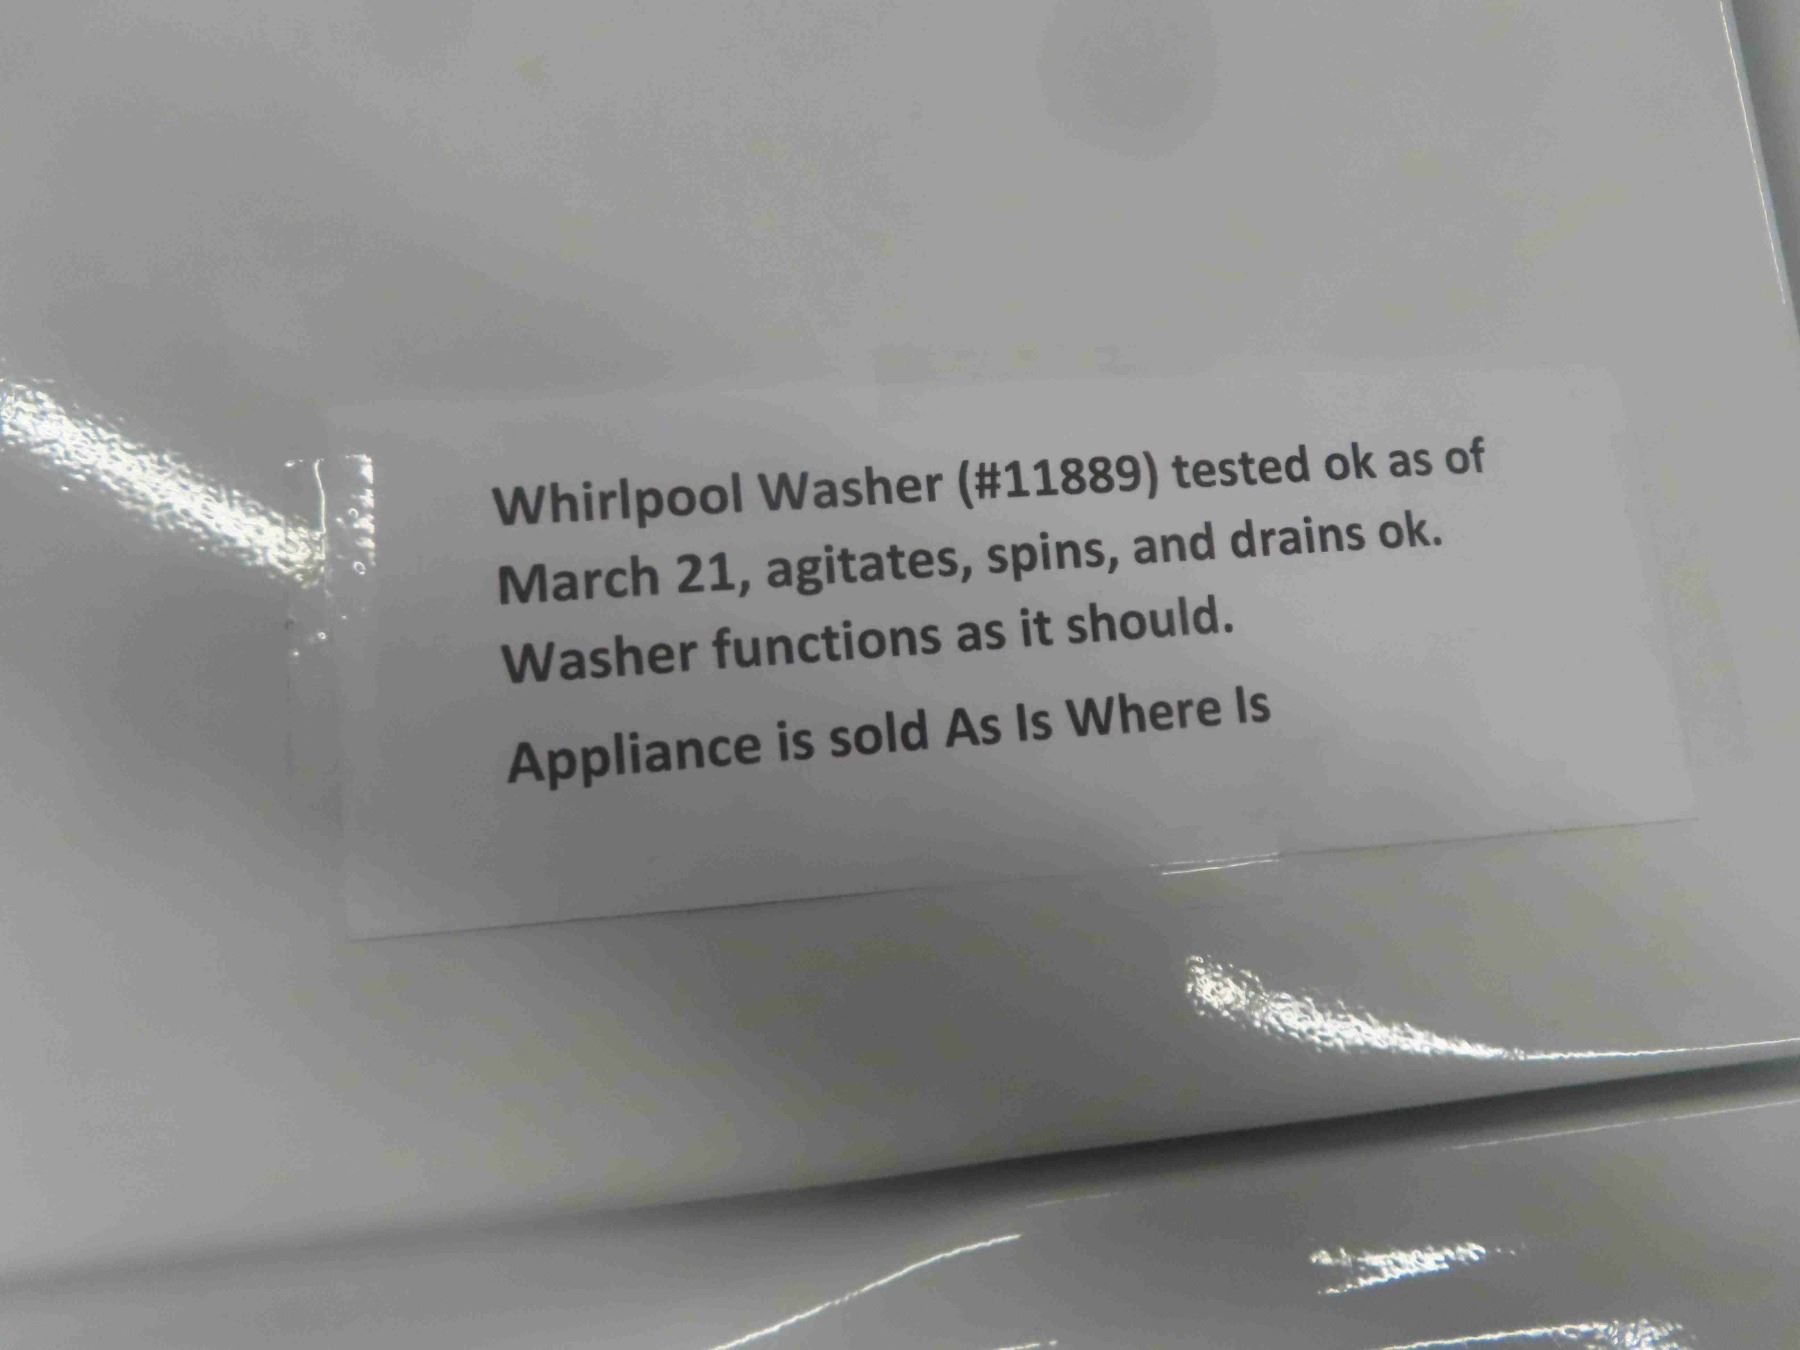 Whirlpool Washer (#11889) tested ok as of
March 21, agitates, spins, and drains ok.
Washer functions as it should.
Appliance is sold As Is Where Is